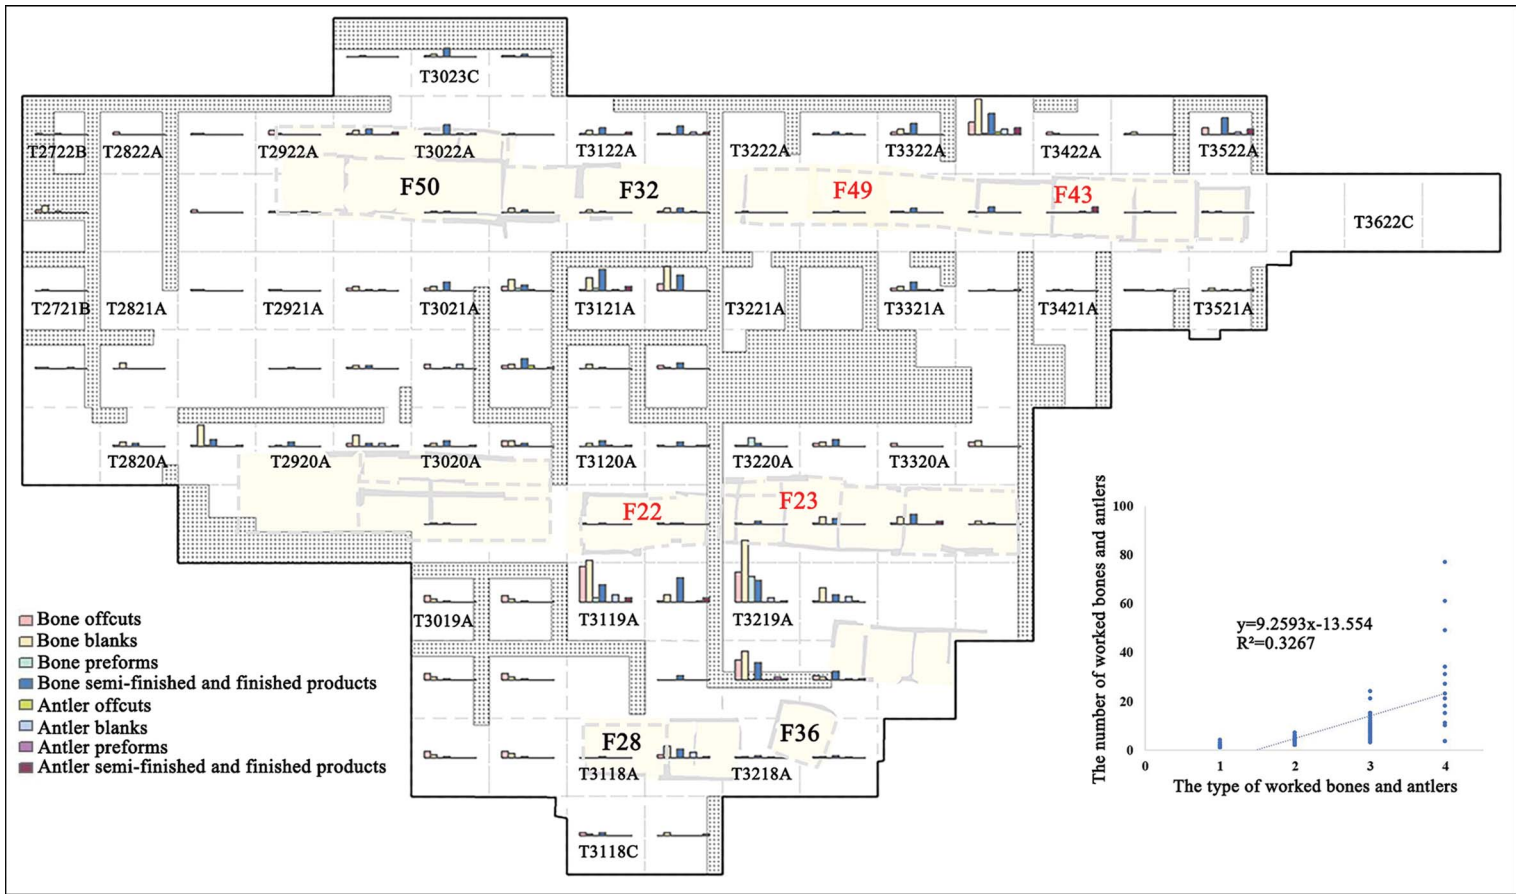 T3023C
T2722B
T2822A
T2922A
T3022A
T3122A
T3222A
T3322A
T3422A
T3522A
F50
F32
F49
F43
T3622C
T2721B
T2821A
T2921A
T3021A
T3121A
T3221A
T3321A
T3421A
T3521A
T2820A
T2920A
T3020A
T3120A
T3220A
T3320A
F22
F23
T3019A
T3119A
T3219A
F28
F36
T3118A
T3218A
T3118C
Bone offcuts
Bone blanks
Bone preforms
Bone semi-finished and finished products
Antler offcuts
Antler blanks
Antler preforms
Antler semi-finished and finished products
The number of worked bones and antlers
100
80
60
40
20
0
y=9.2593x-13.554
R²=0.3267
0
1
2
3
4
The type of worked bones and antlers